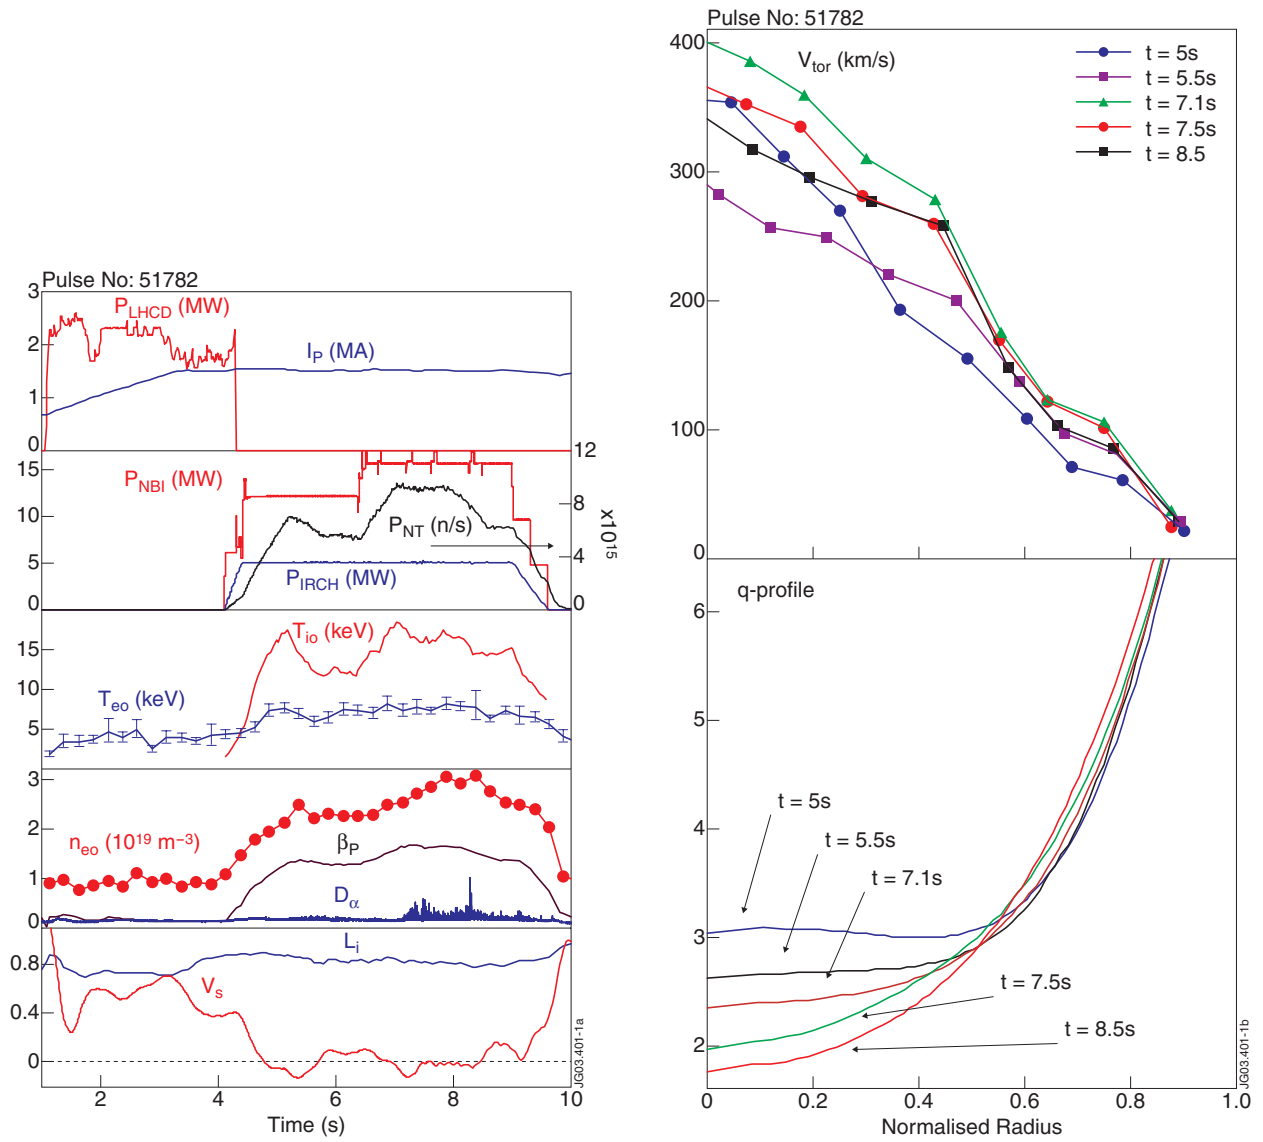 Pulse No: 51782
3
P_LHCD (MW)
2
I_P (MA)
1
0
12
15
P_NBI (MW)
8
10
P_NT (n/s)
x10^15
5
4
P_IRCH (MW)
0
0
T_io (keV)
15
10
T_eo (keV)
5
3
2
n_eo (10^19 m^–3)
β_P
1
D_α
0
L_i
0.8
V_s
0.4
0
2 4 6 8 10
Time (s)
JG03.401-1a
Pulse No: 51782
400
V_tor (km/s)
t = 5s
t = 5.5s
t = 7.1s
t = 7.5s
t = 8.5
300
200
100
0
q-profile
6
5
4
t = 5s
t = 5.5s
t = 7.1s
3
t = 7.5s
t = 8.5s
2
0 0.2 0.4 0.6 0.8 1.0
Normalised Radius
JG03.401-1b